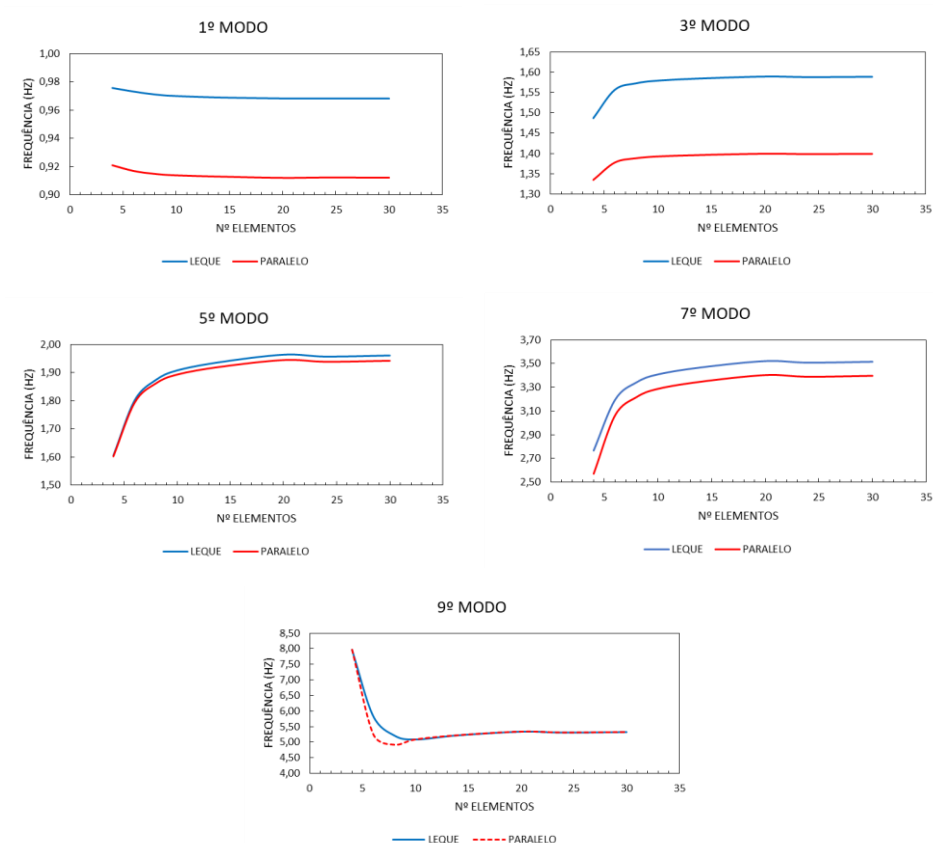 1º MODO
FREQUÊNCIA (HZ)
1,00
0,98
0,96
0,94
0,92
0,90
0 5 10 15 20 25 30 35
Nº ELEMENTOS
LEQUE PARALELO
3º MODO
FREQUÊNCIA (HZ)
1,65
1,60
1,55
1,50
1,45
1,40
1,35
1,30
0 5 10 15 20 25 30 35
Nº ELEMENTOS
LEQUE PARALELO
5º MODO
FREQUÊNCIA (HZ)
2,00
1,90
1,80
1,70
1,60
1,50
0 5 10 15 20 25 30 35
Nº ELEMENTOS
LEQUE PARALELO
7º MODO
FREQUÊNCIA (HZ)
3,70
3,50
3,30
3,10
2,90
2,70
2,50
0 5 10 15 20 25 30 35
Nº ELEMENTOS
LEQUE PARALELO
9º MODO
FREQUÊNCIA (HZ)
8,50
8,00
7,50
7,00
6,50
6,00
5,50
5,00
4,50
4,00
0 5 10 15 20 25 30 35
Nº ELEMENTOS
LEQUE PARALELO